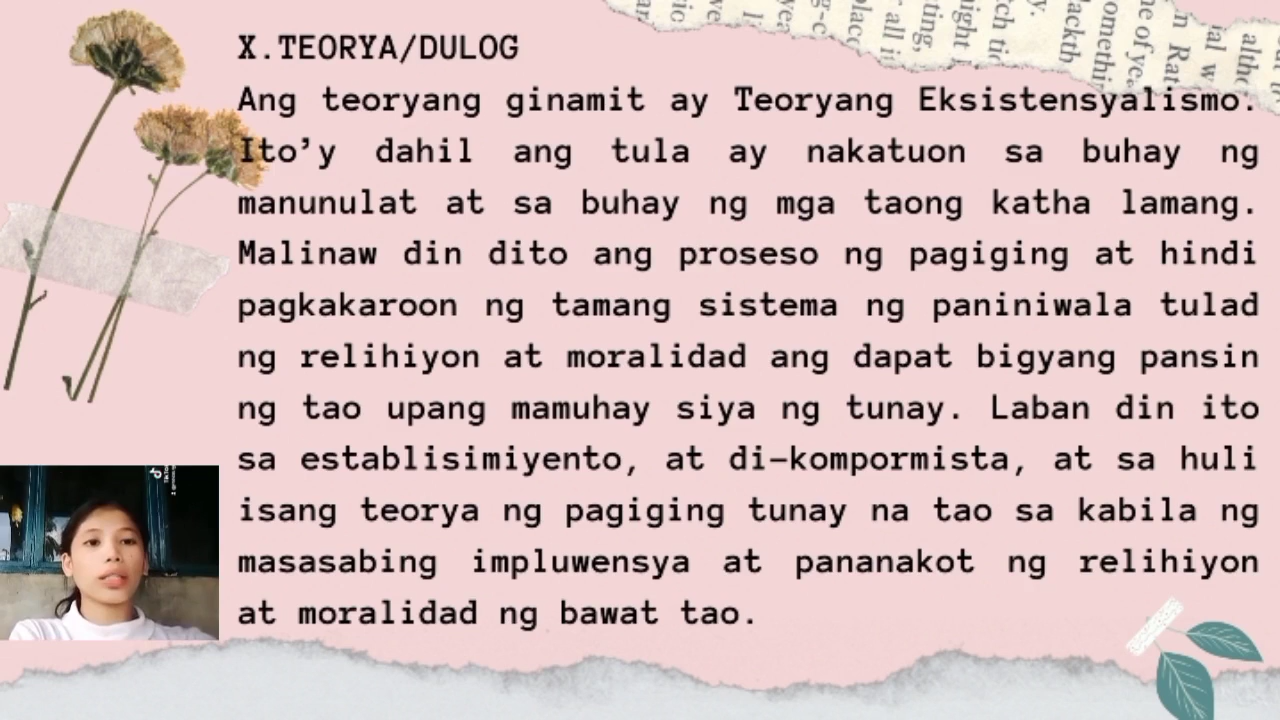 X.TEORYA/DULOG
Ang teoryang ginamit ay Teoryang Eksistensyalismo.
Ito'y dahil ang tula ay nakatuon sa buhay ng
manunulat at sa buhay ng mga taong katha lamang.
Malinaw din dito ang proseso ng pagiging at hindi
pagkakaroon ng tamang sistema ng paniniwala tulad
ng relihiyon at moralidad ang dapat bigyang pansin
ng tao upang mamuhay siya ng tunay. Laban din ito
sa establisimiyento, at di-kompormista, at sa huli
isang teorya ng pagiging tunay na tao sa kabila ng
masasabing impluwensya at pananakot ng relihiyon
at moralidad ng bawat tao.